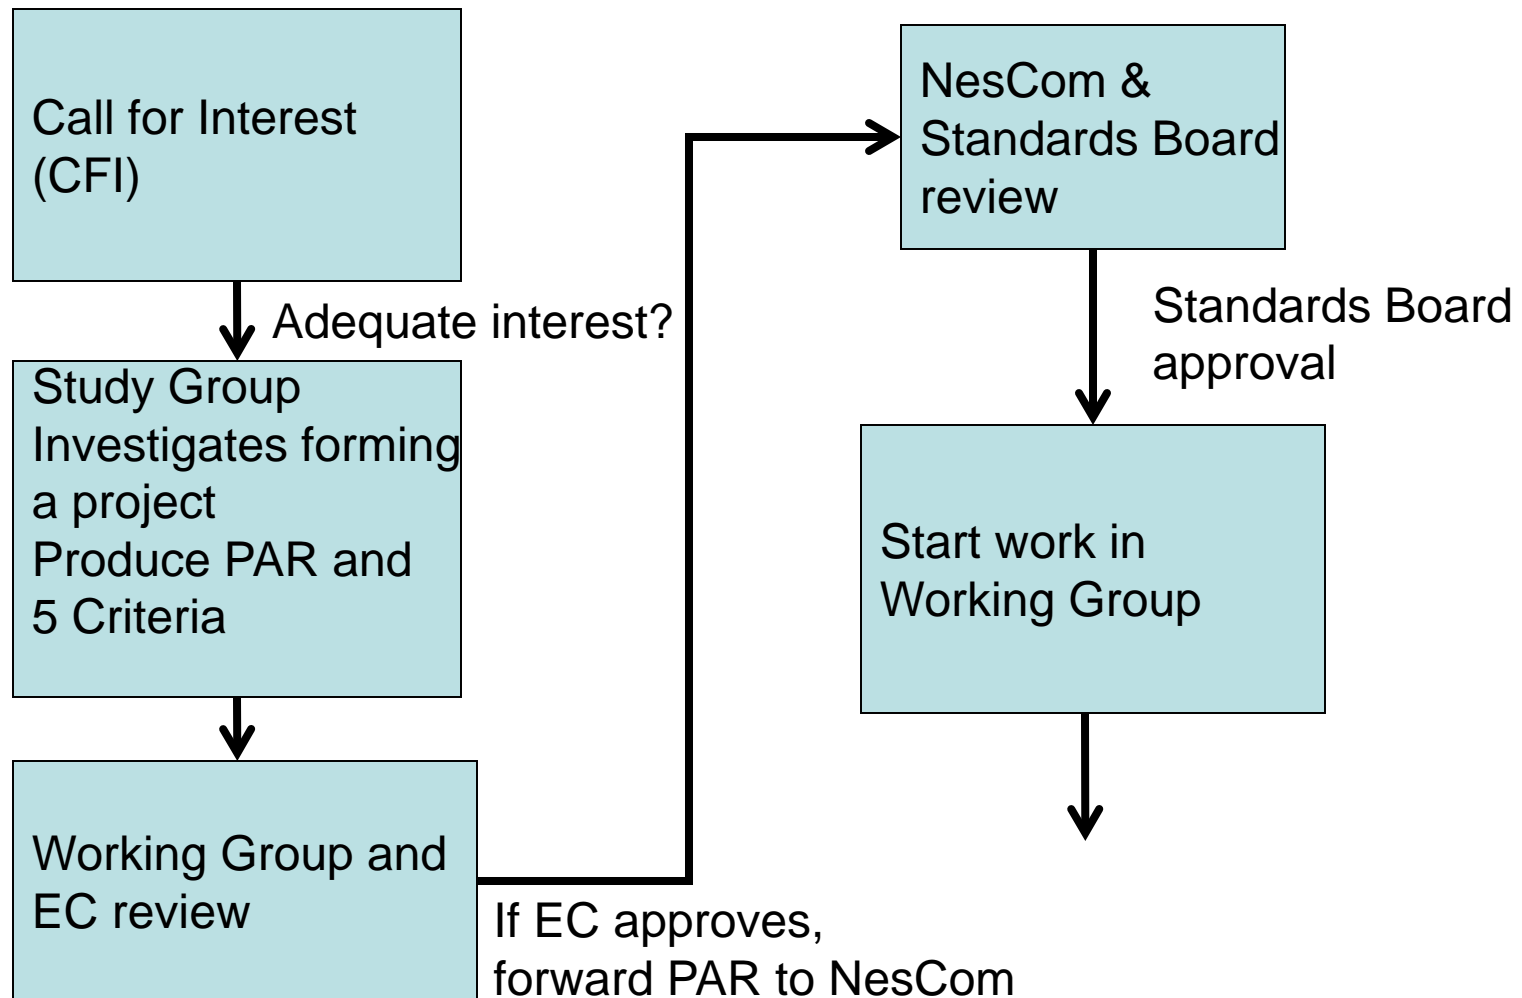 Call for Interest
(CFI)
Adequate interest?
Study Group
Investigates forming
a project
Produce PAR and
5 Criteria
Working Group and
EC review
If EC approves,
forward PAR to NesCom
NesCom &
Standards Board
review
Standards Board
approval
Start work in
Working Group